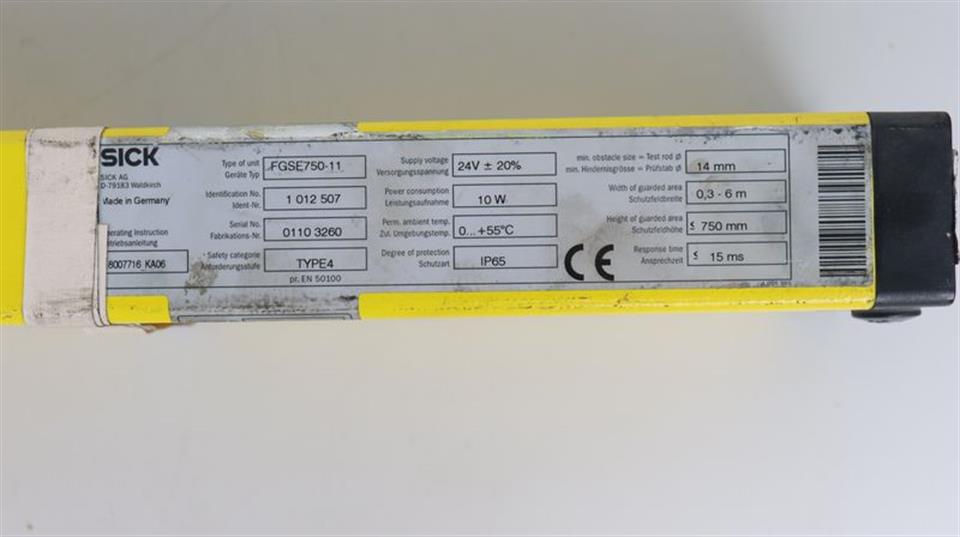 SICK
SICK AG
D-79183 Waldkirch
Made in Germany
Operating Instruction
Betriebsanleitung
8007716 KA06
Type of unit
Geräte Typ
FGSE750-11
Identification No.
Ident-Nr.
1 012 507
Serial No.
Fabrikations-Nr.
0110 3260
Safety categorie
Anforderungsstufe
TYPE4
pr. EN 50100
Supply voltage
Versorgungsspannung
24V ± 20%
Power consumption
Leistungsaufnahme
10 W
Perm. ambient temp.
Zul. Umgebungstemp.
0...+55°C
Degree of protection
Schutzart
IP65
CE
min. obstacle size = Test rod ø
min. Hindernisgrösse = Prüfstab ø
14 mm
Width of guarded area
Schutzfeldbreite
0,3 - 6 m
Height of guarded area
Schutzfeldhöhe
≤ 750 mm
Response time
Ansprechzeit
≤ 15 ms